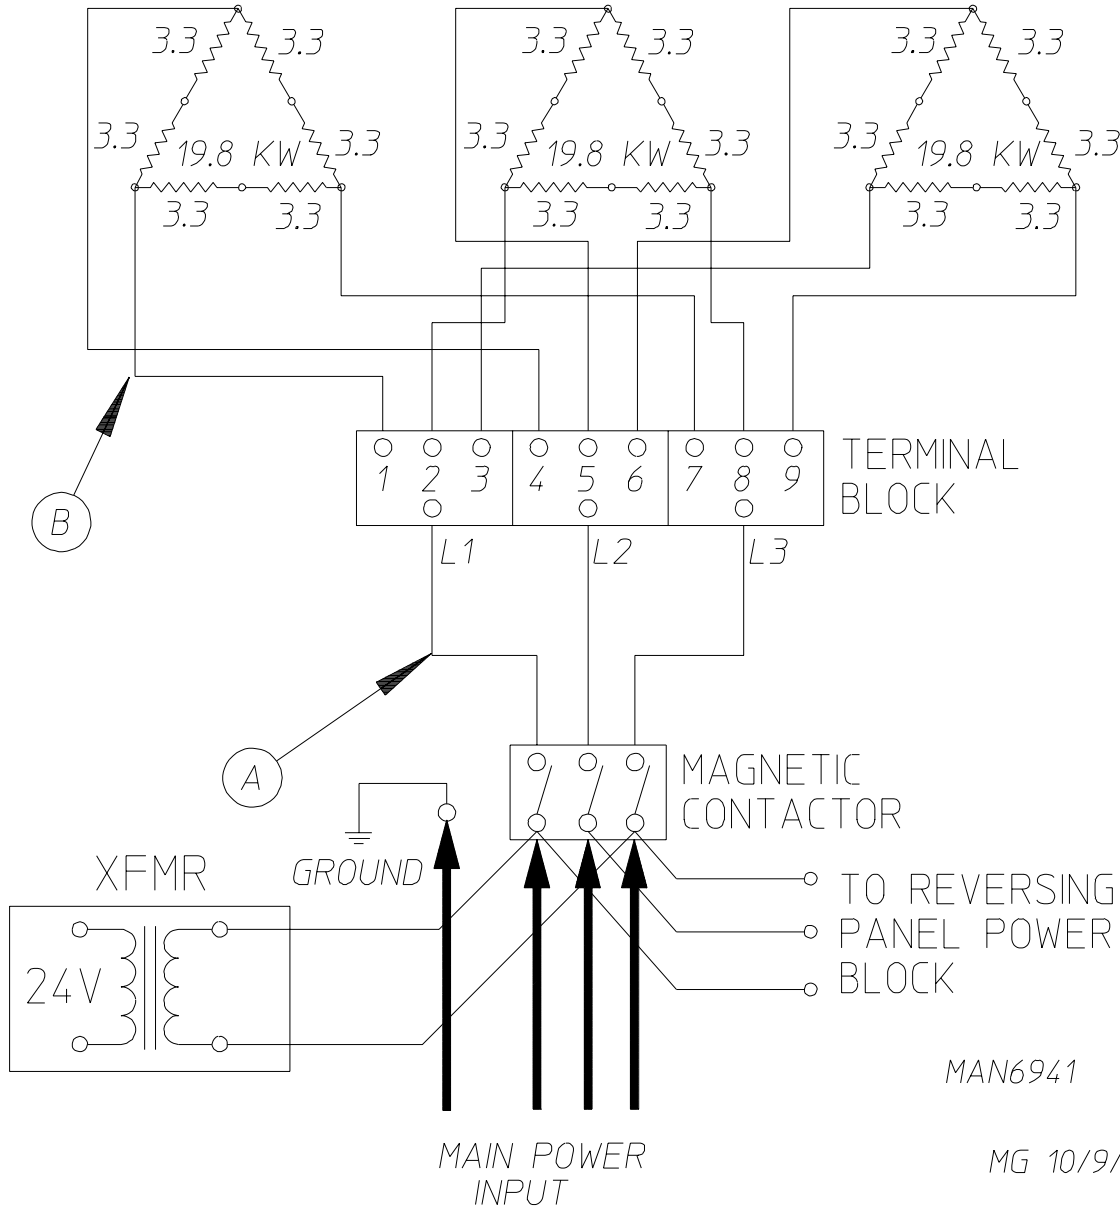 3.3 3.3 3.3 3.3 3.3 3.3
3.3 19.8 KW 3.3 3.3 19.8 KW 3.3 3.3 19.8 KW 3.3
3.3 3.3 3.3 3.3 3.3 3.3
TERMINAL
BLOCK
1 2 3 4 5 6 7 8 9
B
L1 L2 L3
A
MAGNETIC
CONTACTOR
GROUND
XFMR
24V
TO REVERSING
PANEL POWER
BLOCK
MAN6941
MAIN POWER
INPUT
MG 10/9/